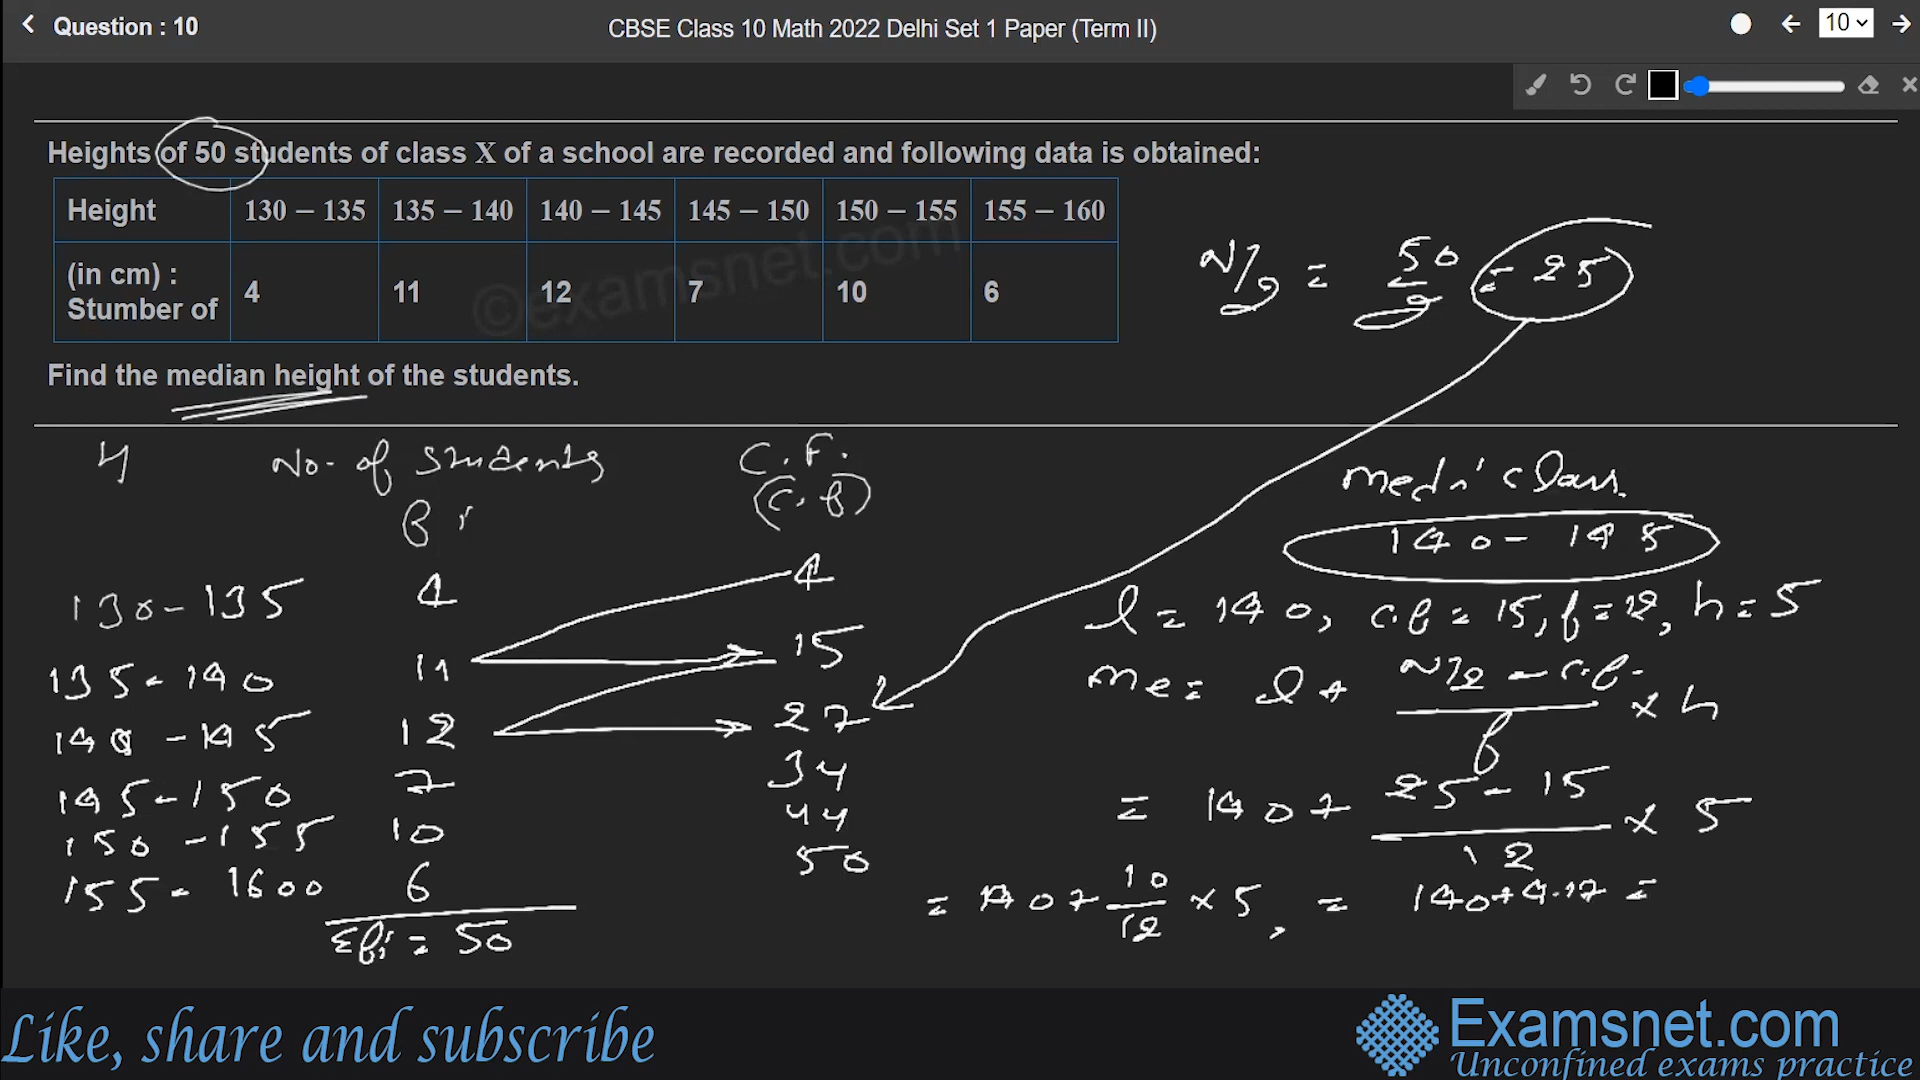 Question : 10
CBSE Class 10 Math 2022 Delhi Set 1 Paper (Term II)
10
Heights of 50 students of class X of a school are recorded and following data is obtained:
Height 130 – 135 135 – 140 140 – 145 145 – 150 150 – 155 155 – 160
(in cm) :
Stumber of 4 11 12 7 10 6
©examsnet.com
Find the median height of the students.
N/2 = 50/2 = 25
No. of students C.F.
fi (c.f)
130 - 135 4 4
135 - 140 11 15
140 - 145 12 27
145 - 150 7 34
150 - 155 10 44
155 - 1600 6 50
Σfi = 50
class
140 - 145
l = 140, c.f = 15, f = 12, h = 5
me = l + N/2 - c.f. / f × h
= 140 + 25 - 15 / 12 × 5
= 140 + 10/12 × 5, = 140 + 4.17 =
Like, share and subscribe
Examsnet.com
Unconfined exams practice